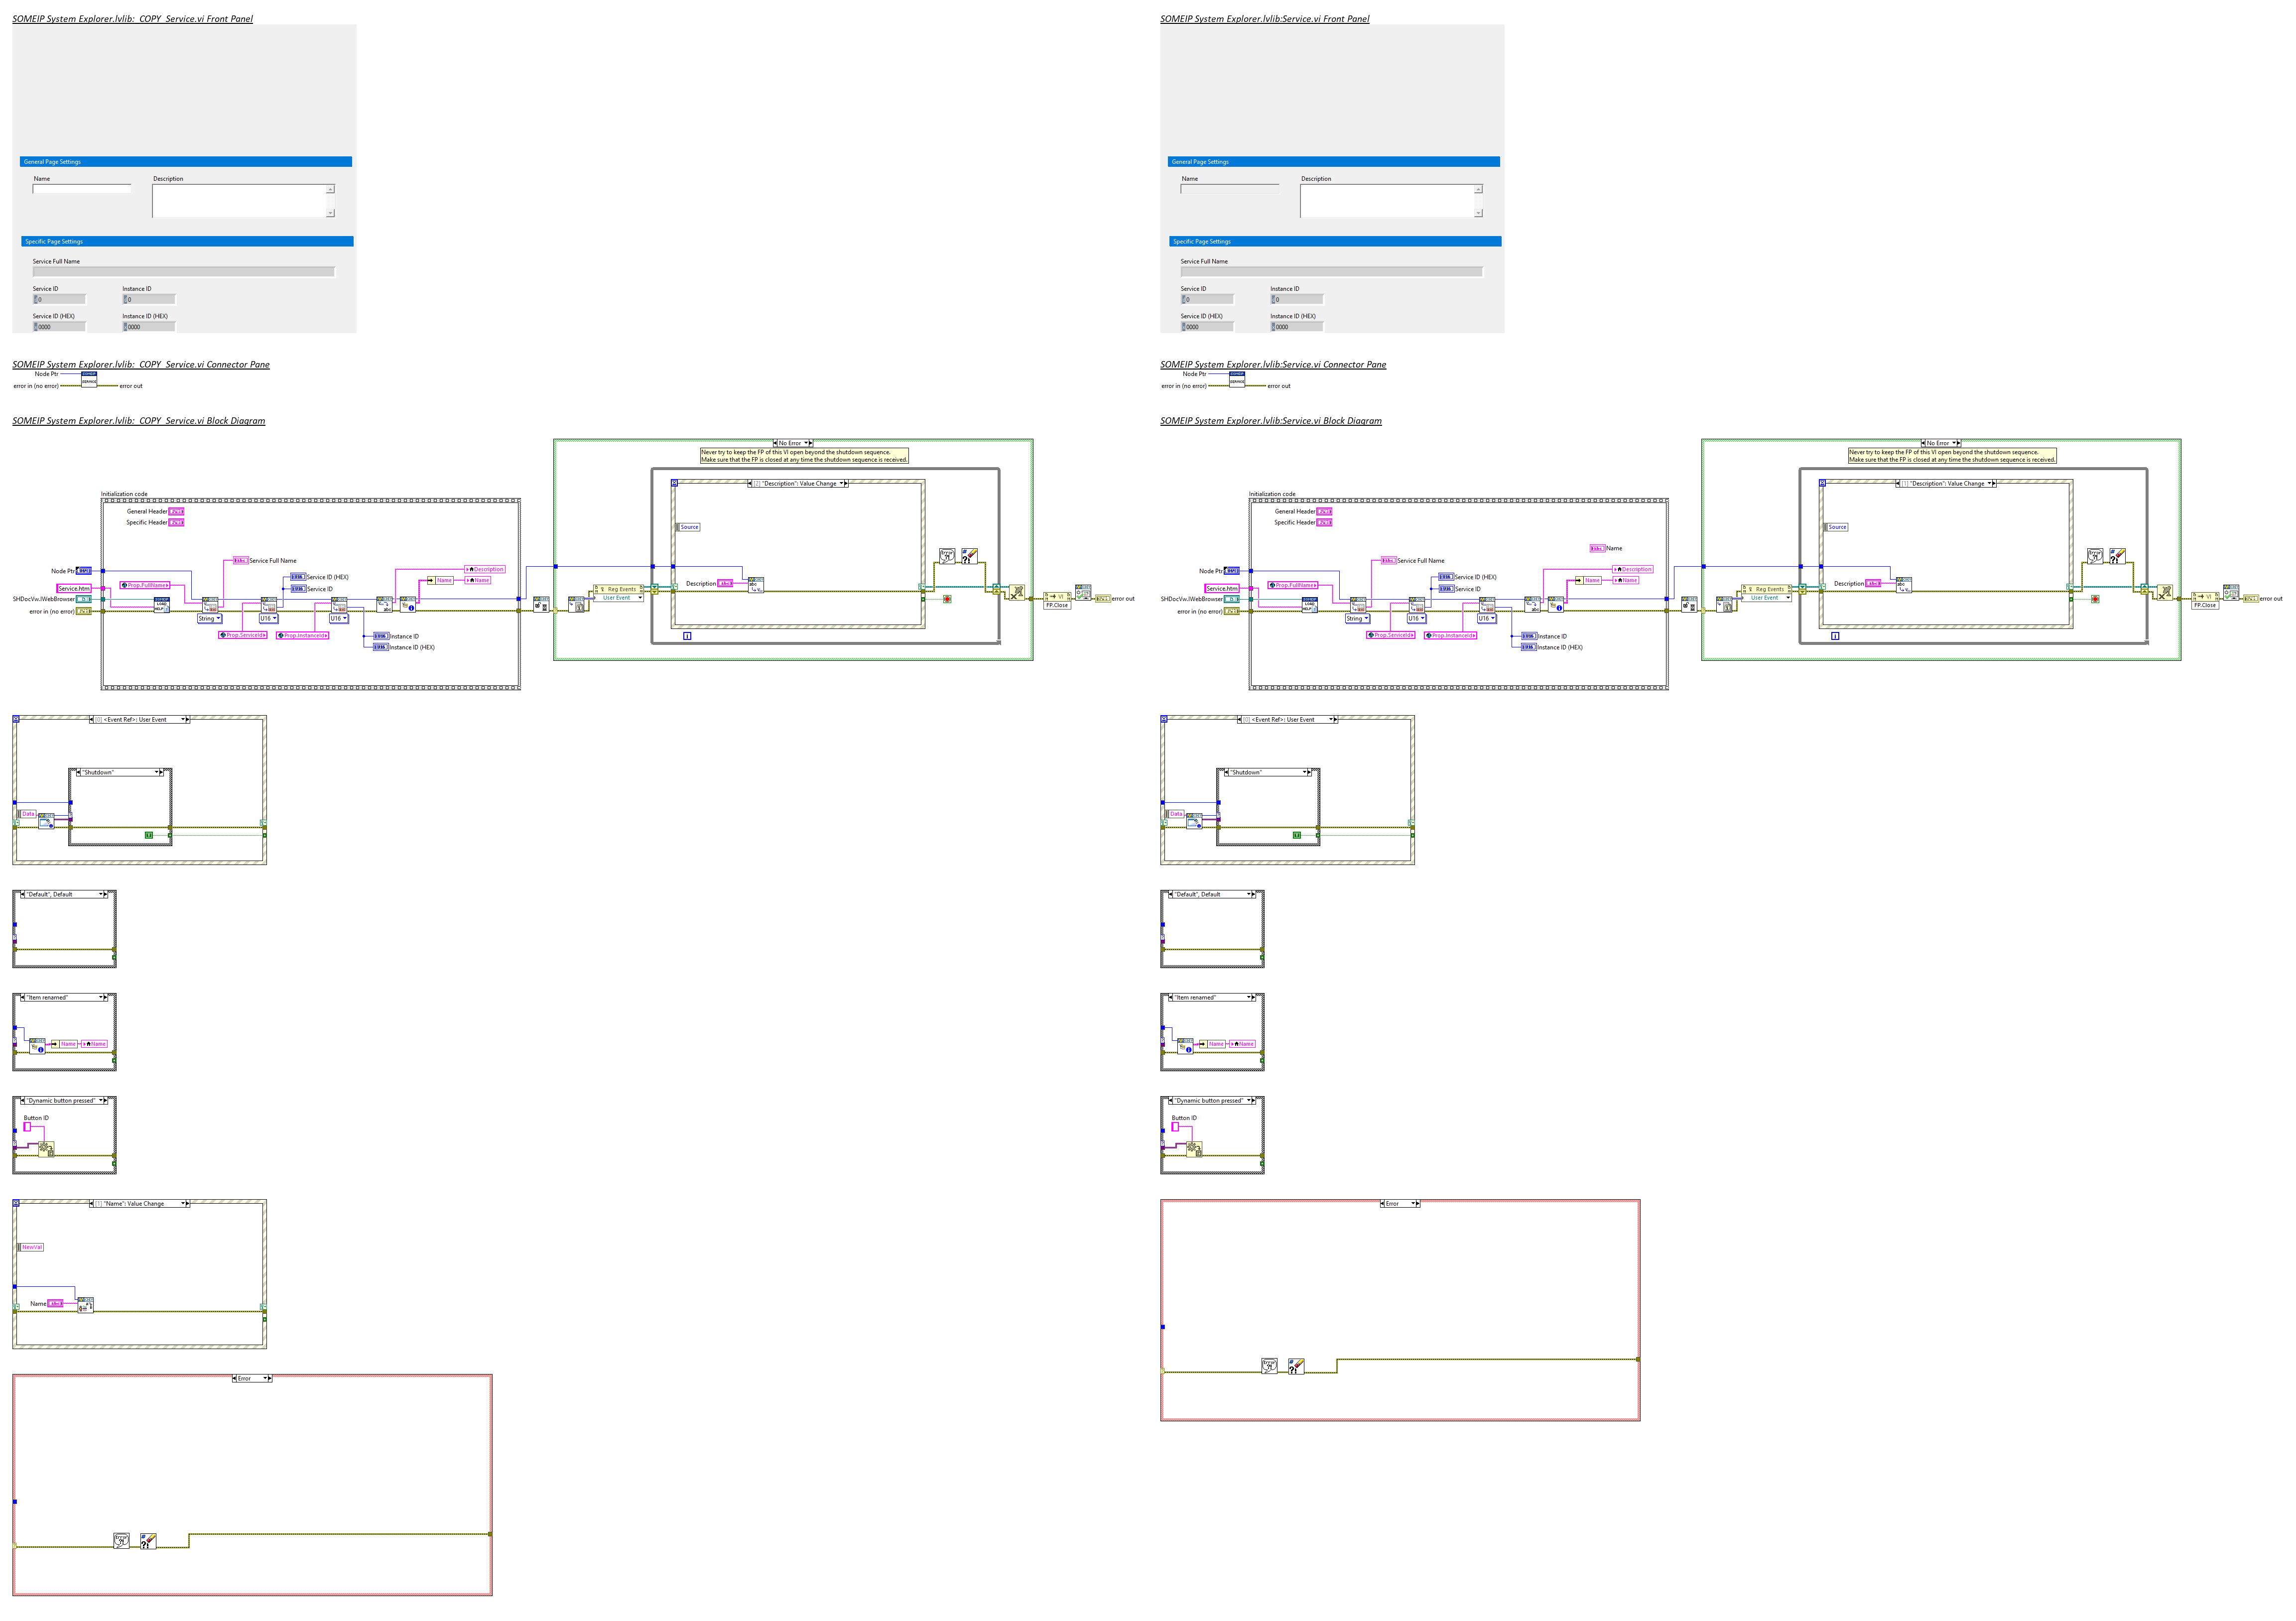 SOMEIP System Explorer.lvlib:_COPY_Service.vi Front Panel
General Page Settings
Name
Description
Specific Page Settings
Service Full Name
Service ID
Instance ID
0
0
Service ID (HEX)
Instance ID (HEX)
0000
0000
SOMEIP System Explorer.lvlib:_COPY_Service.vi Connector Pane
Node Ptr
error in (no error)
error out
SOMEIP
SERVICE
SOMEIP System Explorer.lvlib:_COPY_Service.vi Block Diagram
No Error
Never try to keep the FP of this VI open beyond the shutdown sequence.
Make sure that the FP is closed at any time the shutdown sequence is received.
[2] "Description": Value Change
Source
Initialization code
General Header
Specific Header
Service Full Name
Node Ptr
Service ID (HEX)
Service ID
Description
Name
Name
Service.htm
Prop.FullName
SHDocVw.IWebBrowser
error in (no error)
String
U16
U16
Prop.ServiceId
Prop.InstanceId
Instance ID
Instance ID (HEX)
Reg Events
User Event
Description
VI
FP.Close
error out
[0] <Event Ref>: User Event
"Shutdown"
Data
"Default", Default
"Item renamed"
Name
Name
"Dynamic button pressed"
Button ID
[1] "Name": Value Change
NewVal
Name
Error
SOMEIP System Explorer.lvlib:Service.vi Front Panel
General Page Settings
Name
Description
Specific Page Settings
Service Full Name
Service ID
Instance ID
0
0
Service ID (HEX)
Instance ID (HEX)
0000
0000
SOMEIP System Explorer.lvlib:Service.vi Connector Pane
Node Ptr
error in (no error)
error out
SOMEIP
SERVICE
SOMEIP System Explorer.lvlib:Service.vi Block Diagram
No Error
Never try to keep the FP of this VI open beyond the shutdown sequence.
Make sure that the FP is closed at any time the shutdown sequence is received.
[1] "Description": Value Change
Source
Initialization code
General Header
Specific Header
Name
Service Full Name
Node Ptr
Service ID (HEX)
Service ID
Description
Name
Name
Service.htm
Prop.FullName
SHDocVw.IWebBrowser
error in (no error)
String
U16
U16
Prop.ServiceId
Prop.InstanceId
Instance ID
Instance ID (HEX)
Reg Events
User Event
Description
VI
FP.Close
error out
[0] <Event Ref>: User Event
"Shutdown"
Data
"Default", Default
"Item renamed"
Name
Name
"Dynamic button pressed"
Button ID
Error